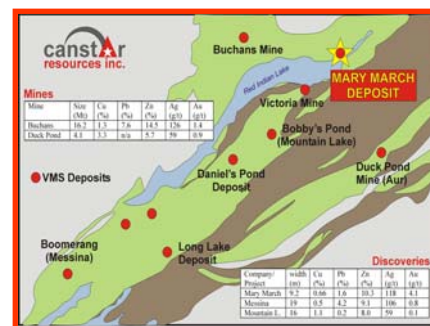 canstar
resources inc.
Buchans Mine
Red Indian Lake
MARY MARCH
DEPOSIT
Victoria Mine
Mines
Mine Size (Mt) Cu (%) Pb (%) Zn (%) Ag (g/t) Au (g/t)
Buchans 16.2 1.3 7.6 14.5 126 1.4
Duck Pond 4.1 3.3 n/a 5.7 59 0.9
Bobby's Pond
(Mountain Lake)
Duck Pond
Mine (Aur)
VMS Deposits
Daniel's Pond
Deposit
Boomerang
(Messina)
Long Lake
Deposit
Discoveries
Company/Project width (m) Cu (%) Pb (%) Zn (%) Ag (g/t) Au (g/t)
Mary March 9.2 0.66 1.6 10.3 118 4.1
Messina 19 0.5 4.2 9.1 106 0.8
Mountain L. 16 1.3 0.2 8.0 59 0.1